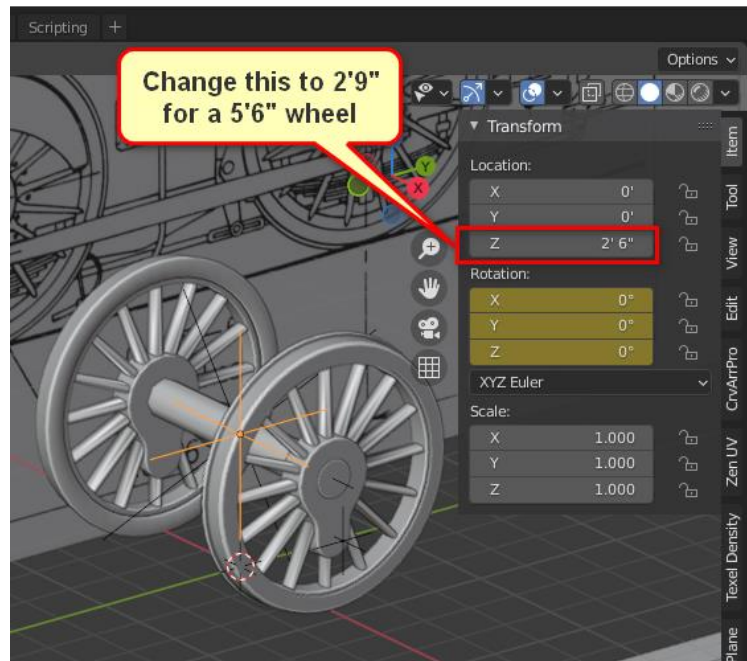 Scripting +
Options
Change this to 2'9"
for a 5'6" wheel
Transform
Location:
X 0'
Y 0'
Z 2' 6"
Rotation:
X 0°
Y 0°
Z 0°
XYZ Euler
Scale:
X 1.000
Y 1.000
Z 1.000
Y
X
Item
Tool
View
Edit
CrvArrPro
Zen UV
Texel Density
Plane